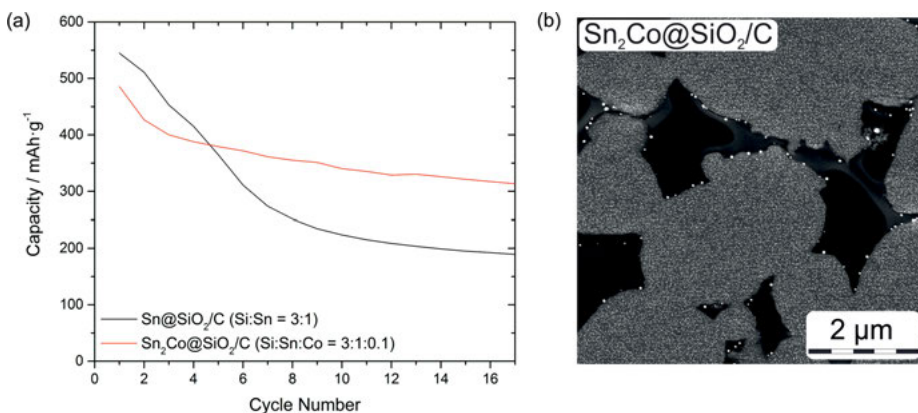 (a)
600
500
400
300
200
100
0
Capacity / mAh·g⁻¹
Sn@SiO₂/C (Si:Sn = 3:1)
Sn₂Co@SiO₂/C (Si:Sn:Co = 3:1:0.1)
0 2 4 6 8 10 12 14 16
Cycle Number
(b)
Sn₂Co@SiO₂/C
2 µm